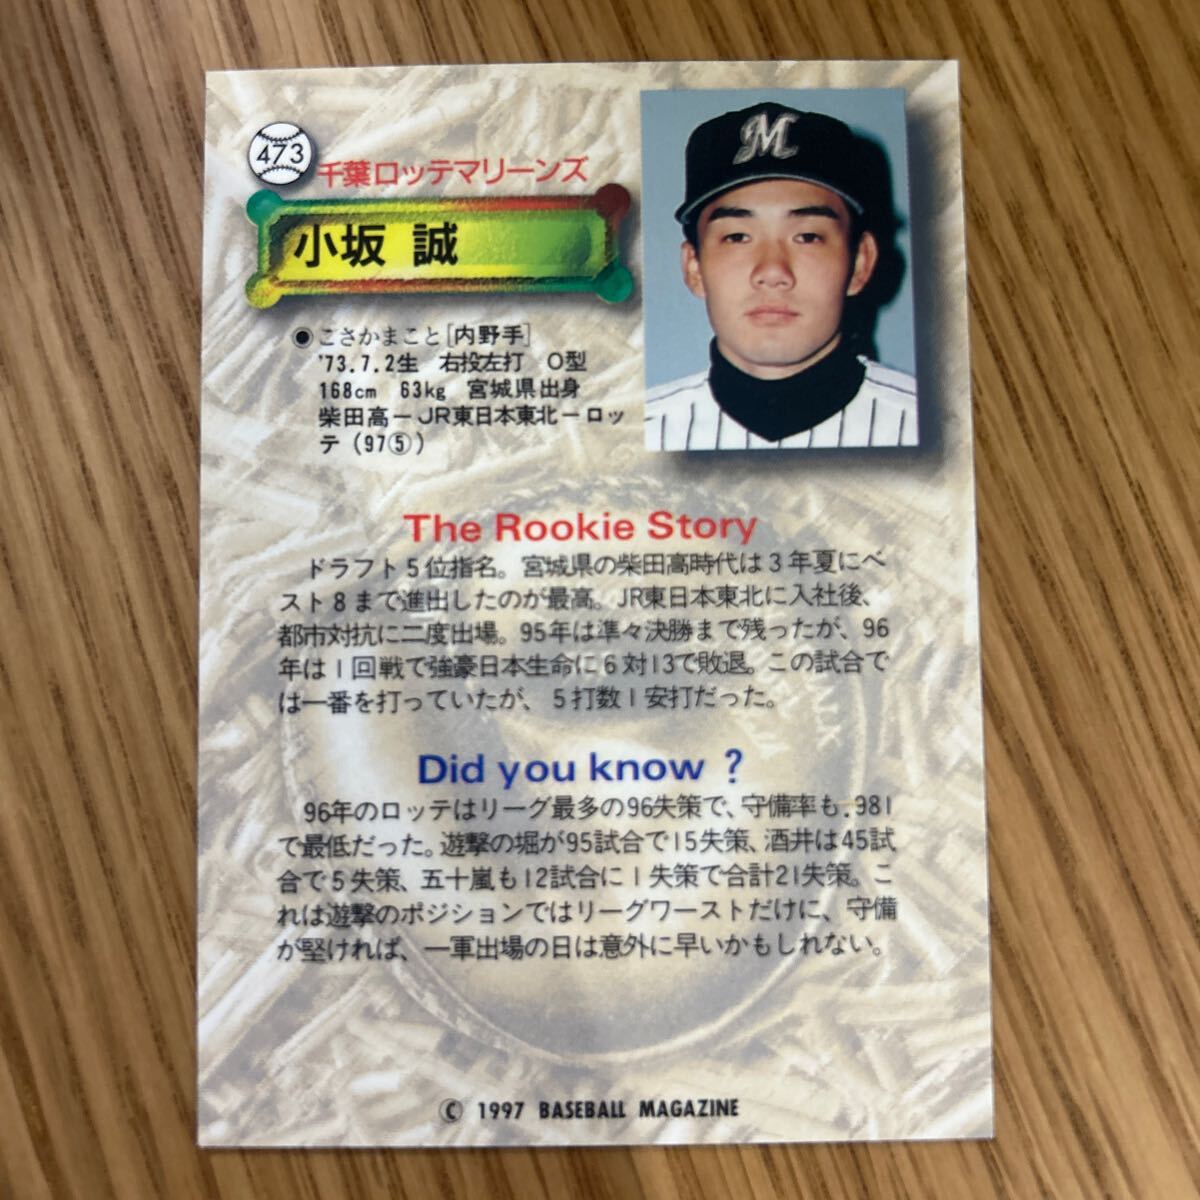 473
千葉ロッテマリーンズ
小坂 誠
M
●こさかまこと[内野手]
'73.7.2生 右投左打 O型
168cm 63kg 宮城県出身
柴田高ーJR東日本東北ーロッ
テ(97⑤)
The Rookie Story
ドラフト5位指名。宮城県の柴田高時代は3年夏にベ
スト8まで進出したのが最高。JR東日本東北に入社後、
都市対抗に二度出場。95年は準々決勝まで残ったが、96
年は1回戦で強豪日本生命に6対13で敗退。この試合で
は一番を打っていたが、5打数1安打だった。
Did you know ?
96年のロッテはリーグ最多の96失策で、守備率も.981
で最低だった。遊撃の堀が95試合で15失策、酒井は45試
合で5失策、五十嵐も12試合に1失策で合計21失策。こ
れは遊撃のポジションではリーグワーストだけに、守備
が堅ければ、一軍出場の日は意外に早いかもしれない。
© 1997 BASEBALL MAGAZINE